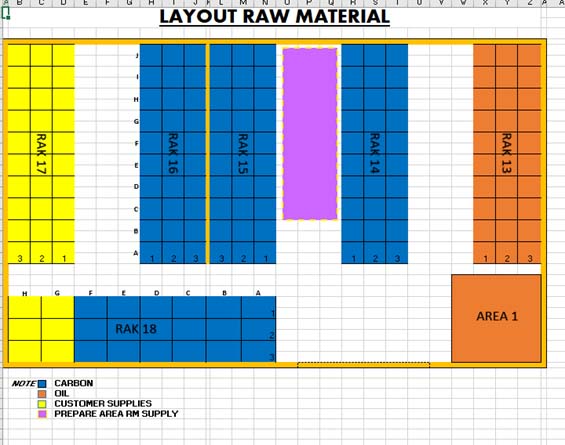 A B C D E F G H I J K L M N O P Q R S T U V W X Y Z A
LAYOUT RAW MATERIAL
J
I
H
G
F
E
D
C
B
A
RAK 17
RAK 16
RAK 15
RAK 14
RAK 13
3 2 1 1 2 3 3 2 1 1 2 3 1 2 3
H G F E D C B A
1
2
3
RAK 18
AREA 1
NOTE
CARBON
OIL
CUSTOMER SUPPLIES
PREPARE AREA RM SUPPLY